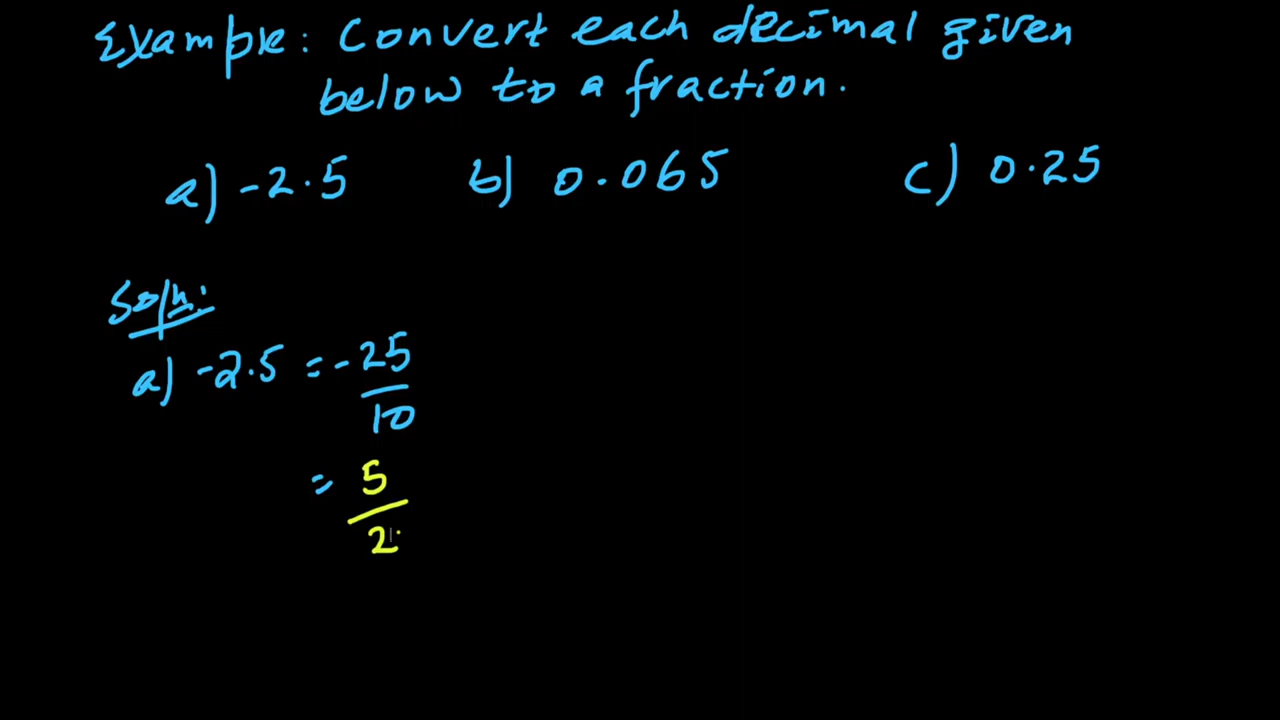 Example: Convert each decimal given
below to a fraction.
a) -2.5 b) 0.065 c) 0.25
Soln:
a) -2.5 = -25/10
= 5/2